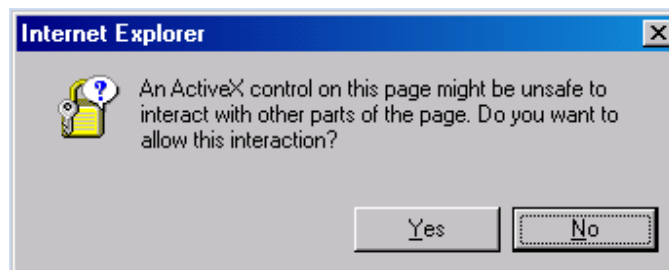 Internet Explorer
An ActiveX control on this page might be unsafe to
interact with other parts of the page. Do you want to
allow this interaction?
Yes
No